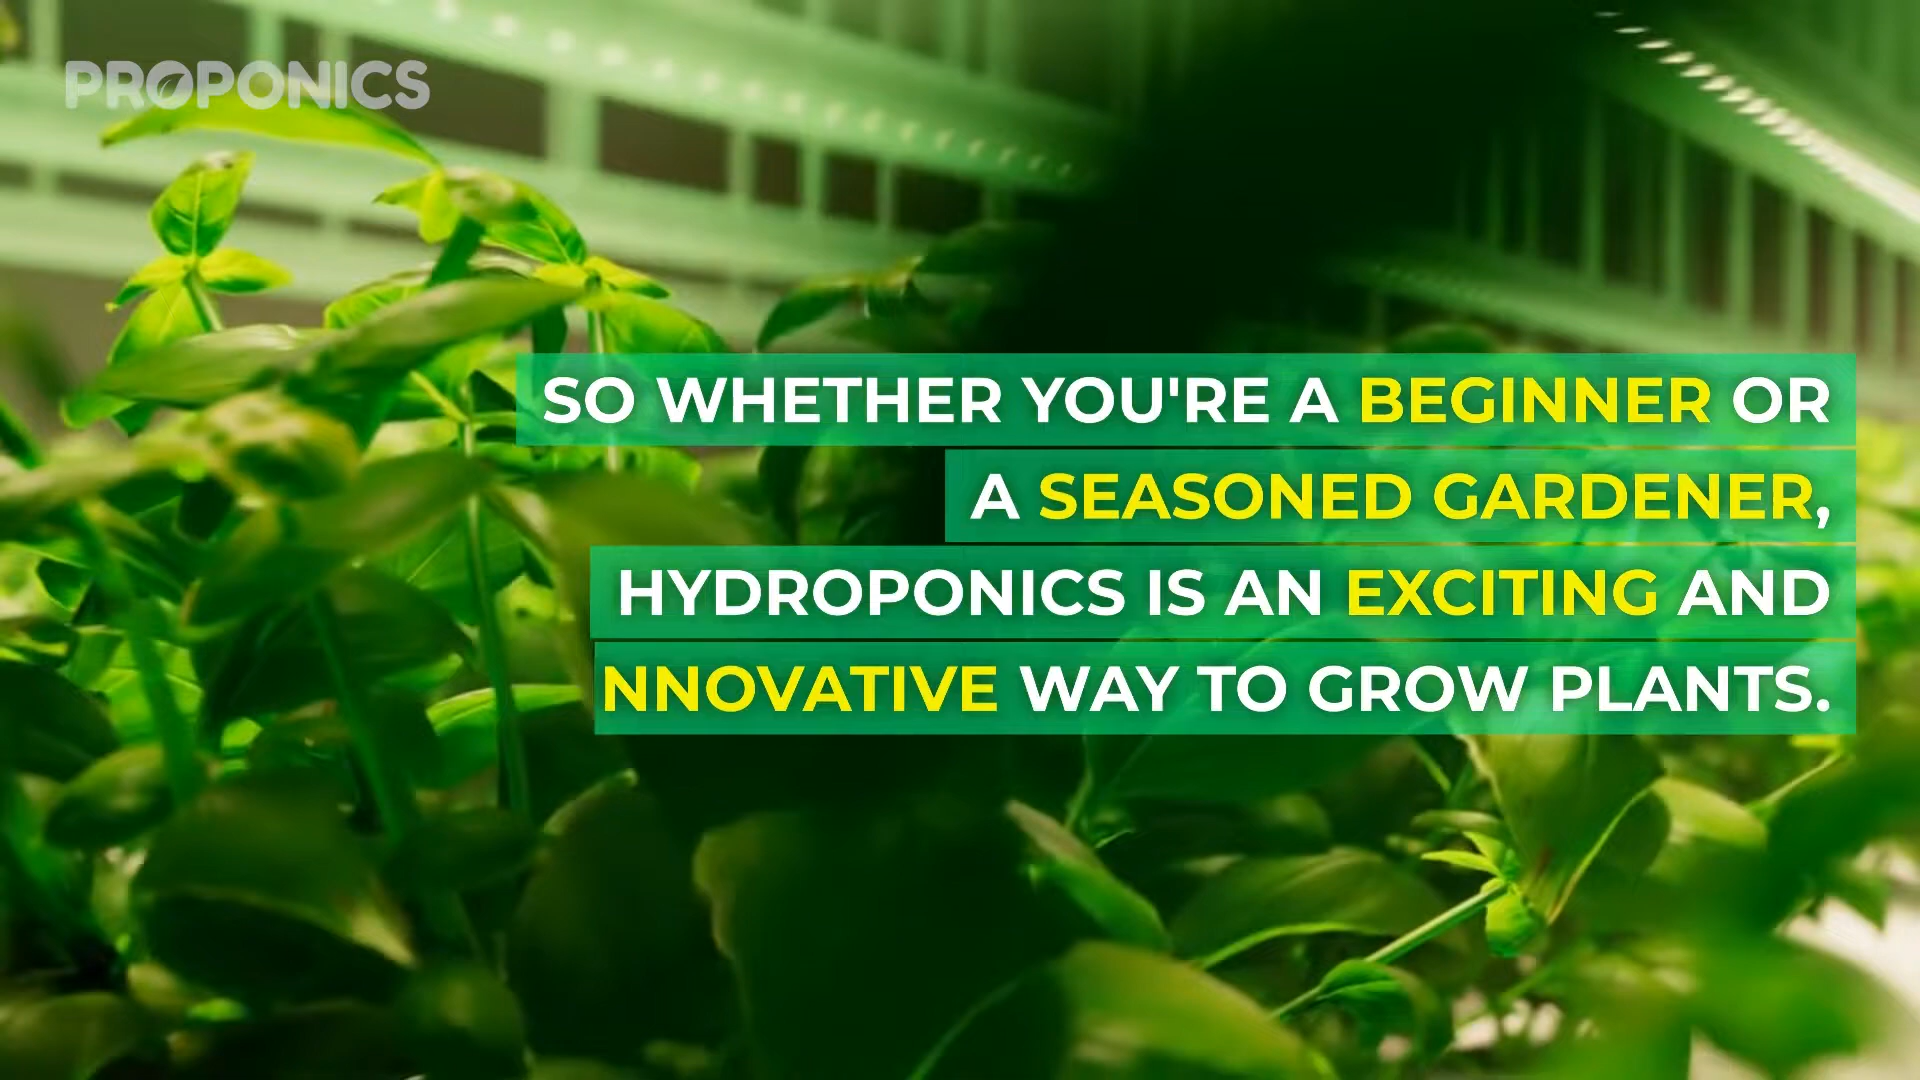 PROPONICS
SO WHETHER YOU'RE A BEGINNER OR
A SEASONED GARDENER,
HYDROPONICS IS AN EXCITING AND
NNOVATIVE WAY TO GROW PLANTS.